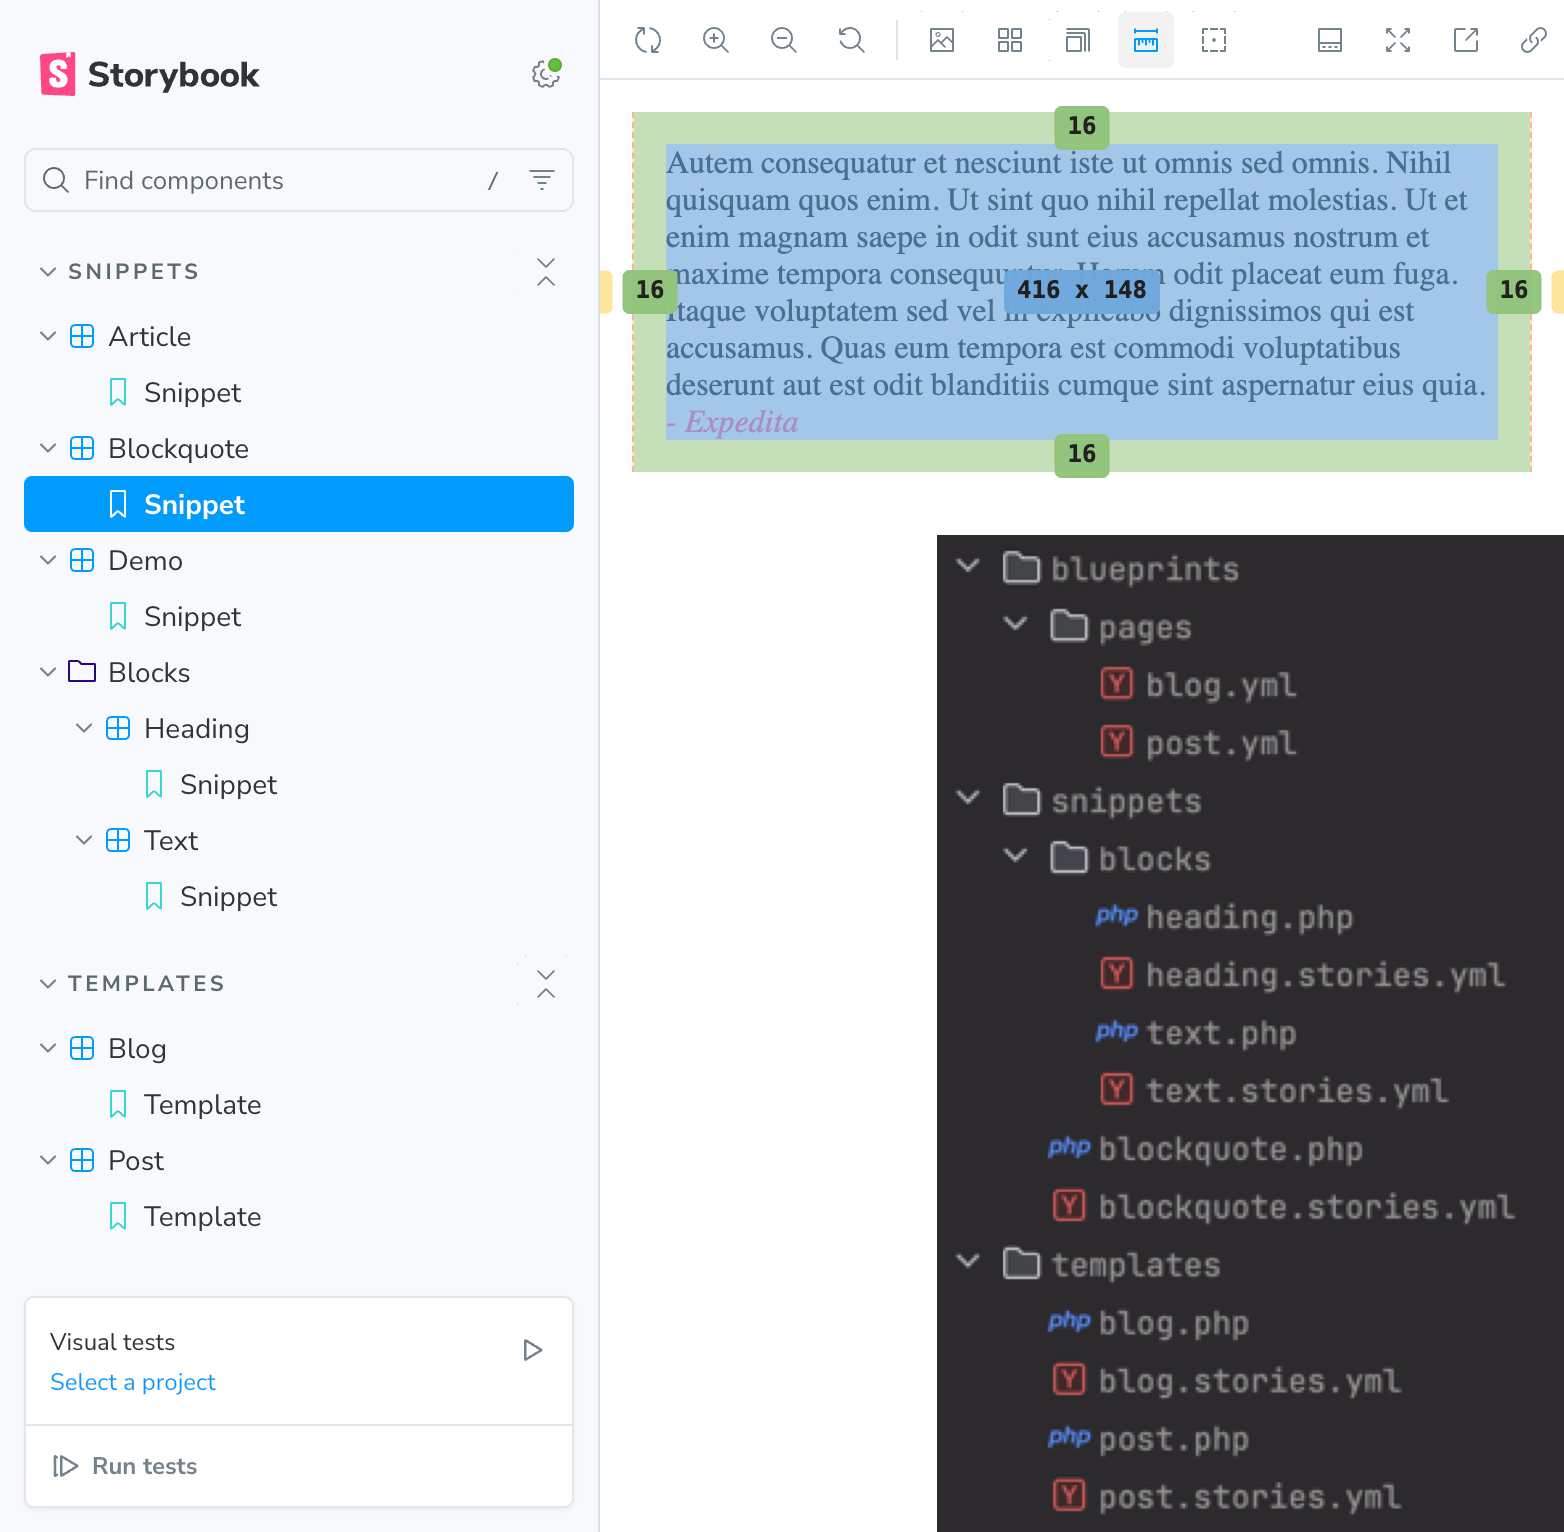 Storybook
Find components /
SNIPPETS
Article
Snippet
Blockquote
Snippet
Demo
Snippet
Blocks
Heading
Snippet
Text
Snippet
TEMPLATES
Blog
Template
Post
Template
Visual tests
Select a project
Run tests
16
Autem consequatur et nesciunt iste ut omnis sed omnis. Nihil
quisquam quos enim. Ut sint quo nihil repellat molestias. Ut et
enim magnam saepe in odit sunt eius accusamus nostrum et
maxime tempora odit placeat eum fuga.
16 416 x 148 16
Itaque voluptatem sed vel in explicabo dignissimos qui est
accusamus. Quas eum tempora est commodi voluptatibus
deserunt aut est odit blanditiis cumque sint aspernatur eius quia.
- Expedita
16
blueprints
pages
Y blog.yml
Y post.yml
snippets
blocks
php heading.php
Y heading.stories.yml
php text.php
Y text.stories.yml
php blockquote.php
Y blockquote.stories.yml
templates
php blog.php
Y blog.stories.yml
php post.php
Y post.stories.yml